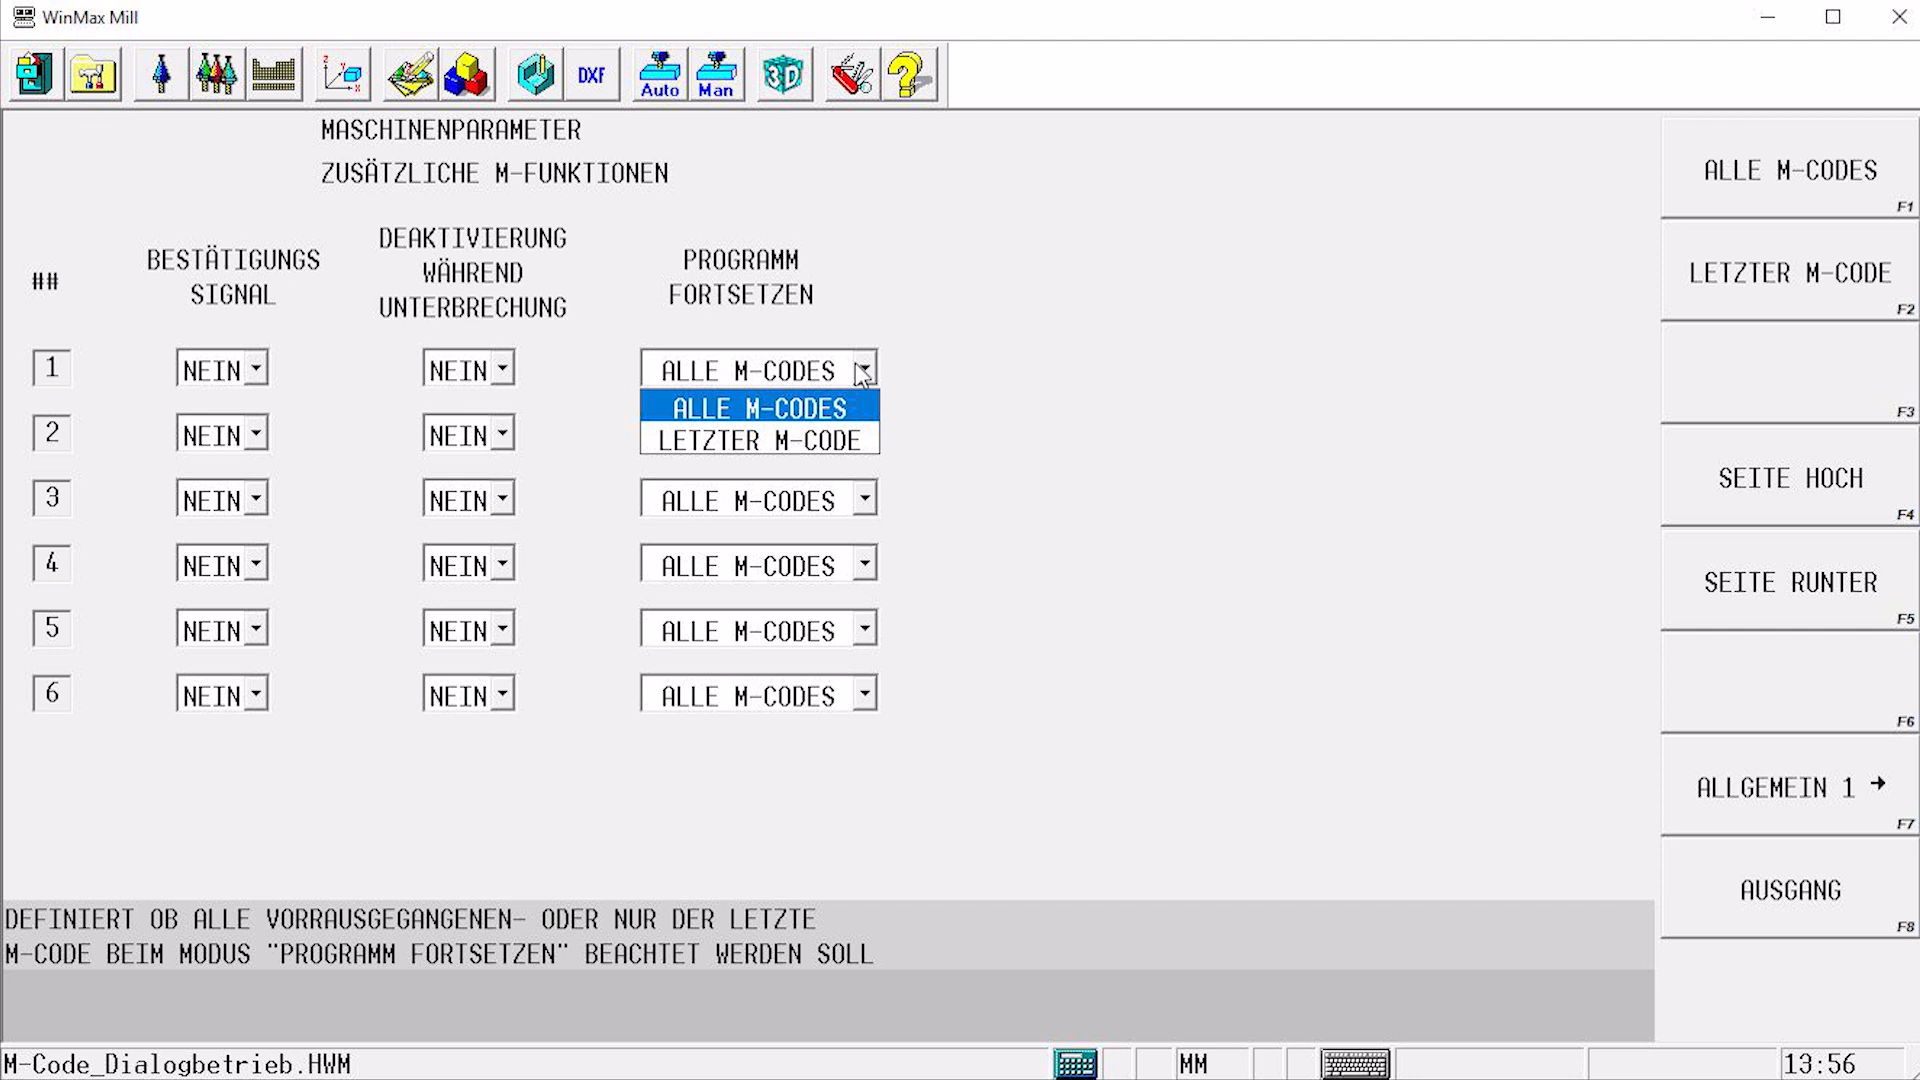 WinMax Mill
DXF
Auto
Man
3D
MASCHINENPARAMETER
ZUSÄTZLICHE M-FUNKTIONEN
##
BESTÄTIGUNGS
SIGNAL
DEAKTIVIERUNG
WÄHREND
UNTERBRECHUNG
PROGRAMM
FORTSETZEN
1 NEIN NEIN ALLE M-CODES
ALLE M-CODES
LETZTER M-CODE
2 NEIN NEIN
3 NEIN NEIN ALLE M-CODES
4 NEIN NEIN ALLE M-CODES
5 NEIN NEIN ALLE M-CODES
6 NEIN NEIN ALLE M-CODES
ALLE M-CODES
F1
LETZTER M-CODE
F2
F3
SEITE HOCH
F4
SEITE RUNTER
F5
F6
ALLGEMEIN 1 →
F7
AUSGANG
F8
DEFINIERT OB ALLE VORRAUSGEGANGENEN- ODER NUR DER LETZTE
M-CODE BEIM MODUS "PROGRAMM FORTSETZEN" BEACHTET WERDEN SOLL
M-Code_Dialogbetrieb.HWM
MM
13:56